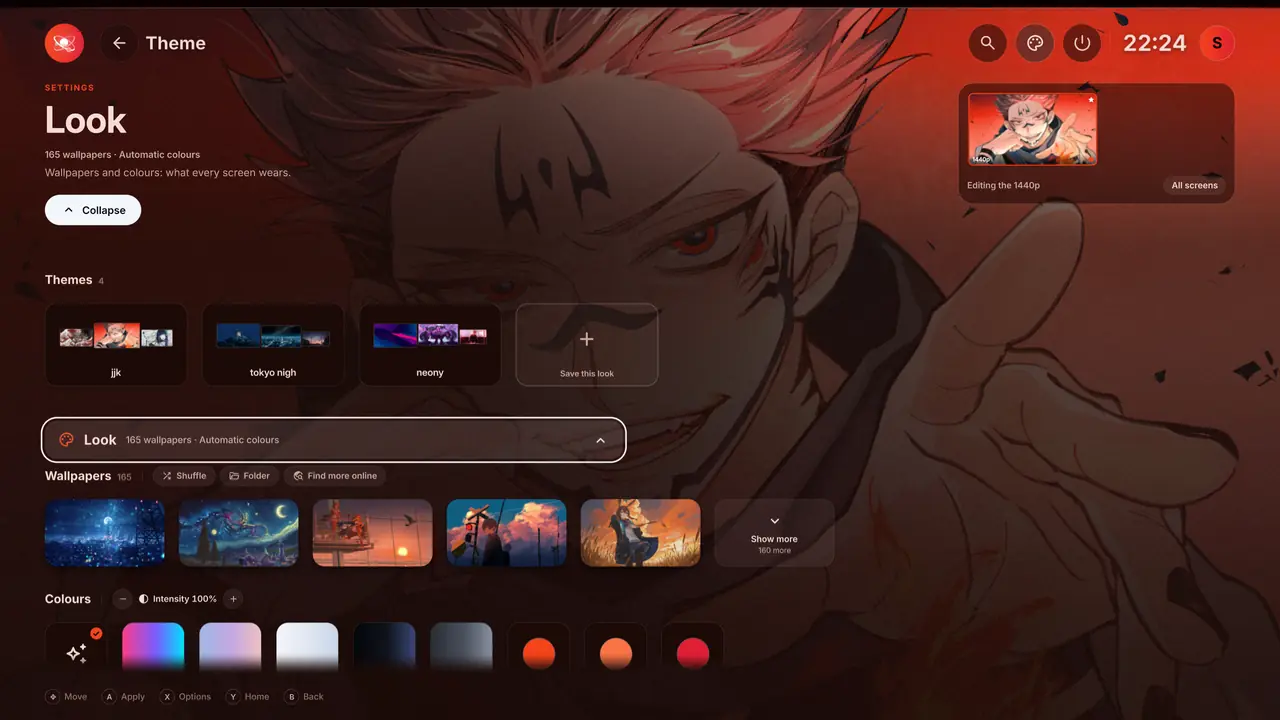 Theme
22:24
S
SETTINGS
Look
165 wallpapers · Automatic colours
Wallpapers and colours: what every screen wears.
Collapse
1440p
Editing the 1440p
All screens
Themes 4
jjk
tokyo nigh
neony
Save this look
Look 165 wallpapers · Automatic colours
Wallpapers 165
Shuffle
Folder
Find more online
Show more
160 more
Colours
Intensity 100%
Move
A Apply
X Options
Y Home
B Back